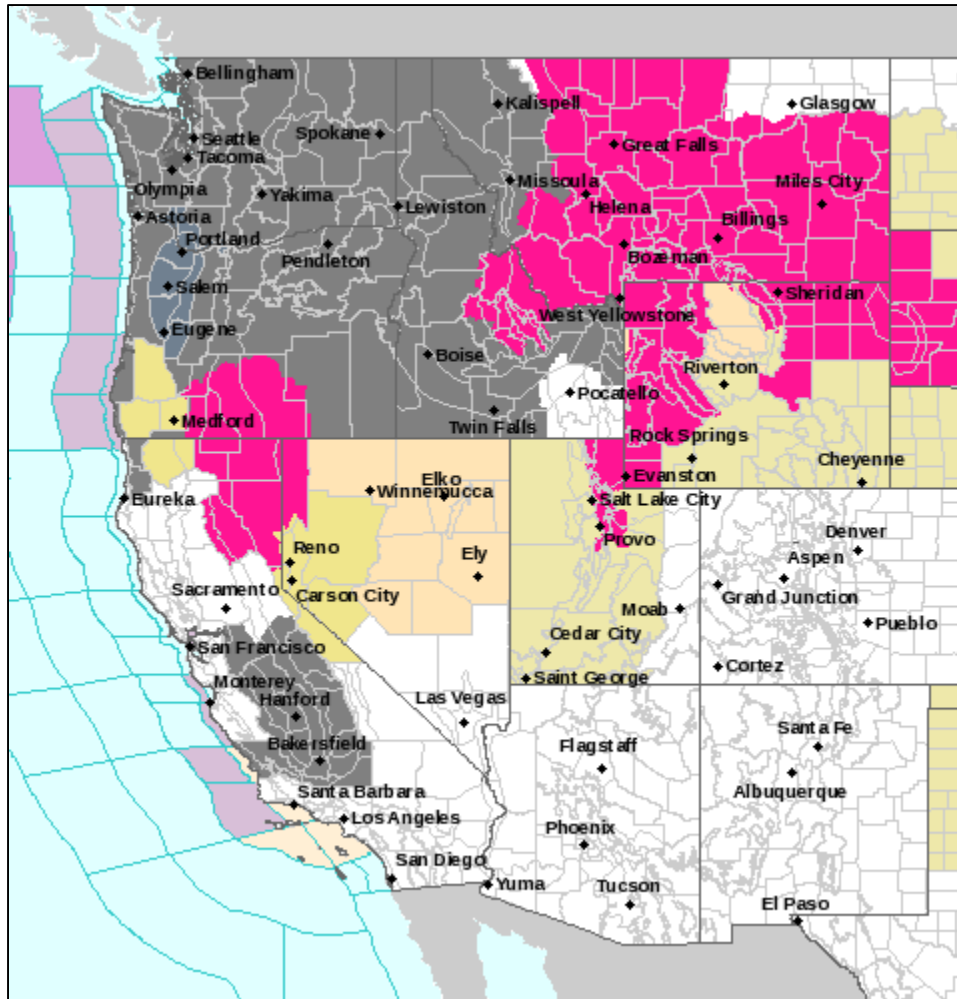 Bellingham
Kalispell
Glasgow
Seattle
Spokane
Tacoma
Great Falls
Olympia
Missoula
Miles City
Yakima
Lewiston
Helena
Astoria
Billings
Portland
Pendleton
Bozeman
Salem
Sheridan
West Yellowstone
Eugene
Boise
Riverton
Pocatello
Medford
Twin Falls
Rock Springs
Cheyenne
Elko
Evanston
Winnemucca
Eureka
Salt Lake City
Reno
Provo
Denver
Ely
Aspen
Sacramento
Carson City
Grand Junction
Moab
Pueblo
Cedar City
San Francisco
Cortez
Saint George
Monterey
Hanford
Las Vegas
Santa Fe
Bakersfield
Flagstaff
Albuquerque
Santa Barbara
Los Angeles
Phoenix
San Diego
Yuma
Tucson
El Paso